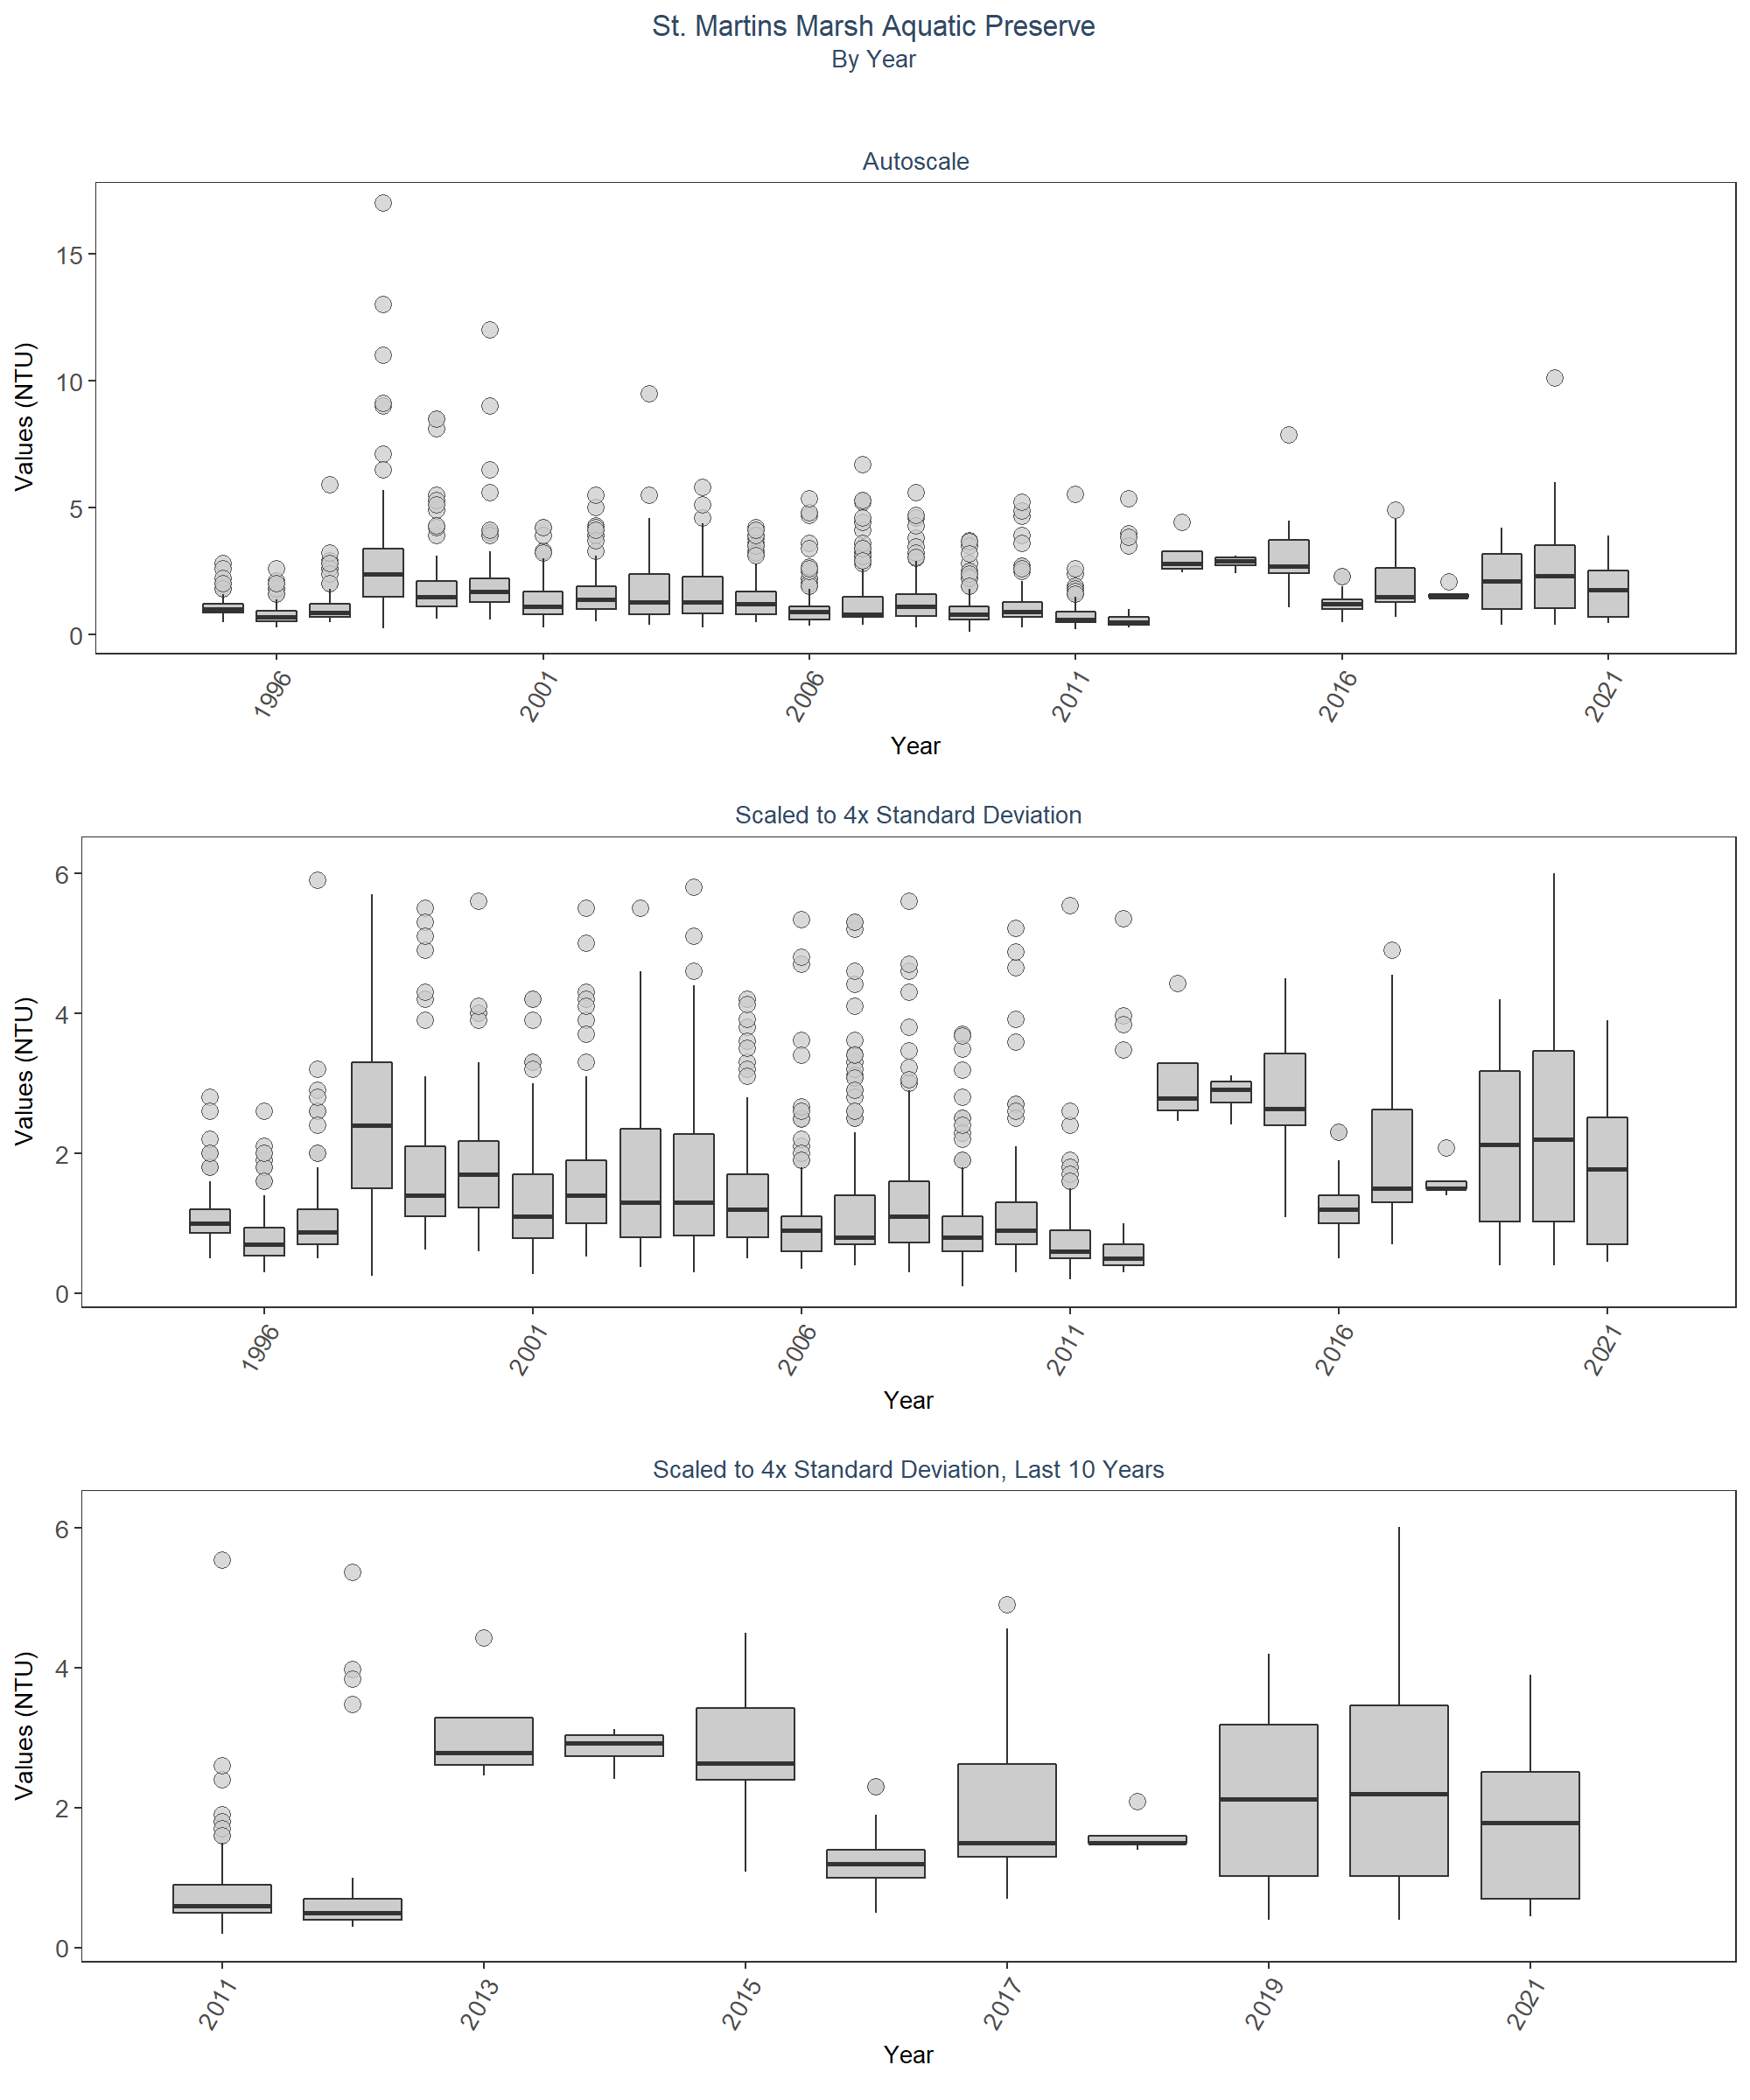 St. Martins Marsh Aquatic Preserve
By Year
Autoscale
Values (NTU)
15
10
5
0
1996
2001
2006
2011
2016
2021
Year
Scaled to 4x Standard Deviation
Values (NTU)
6
4
2
0
1996
2001
2006
2011
2016
2021
Year
Scaled to 4x Standard Deviation, Last 10 Years
Values (NTU)
6
4
2
0
2011
2013
2015
2017
2019
2021
Year